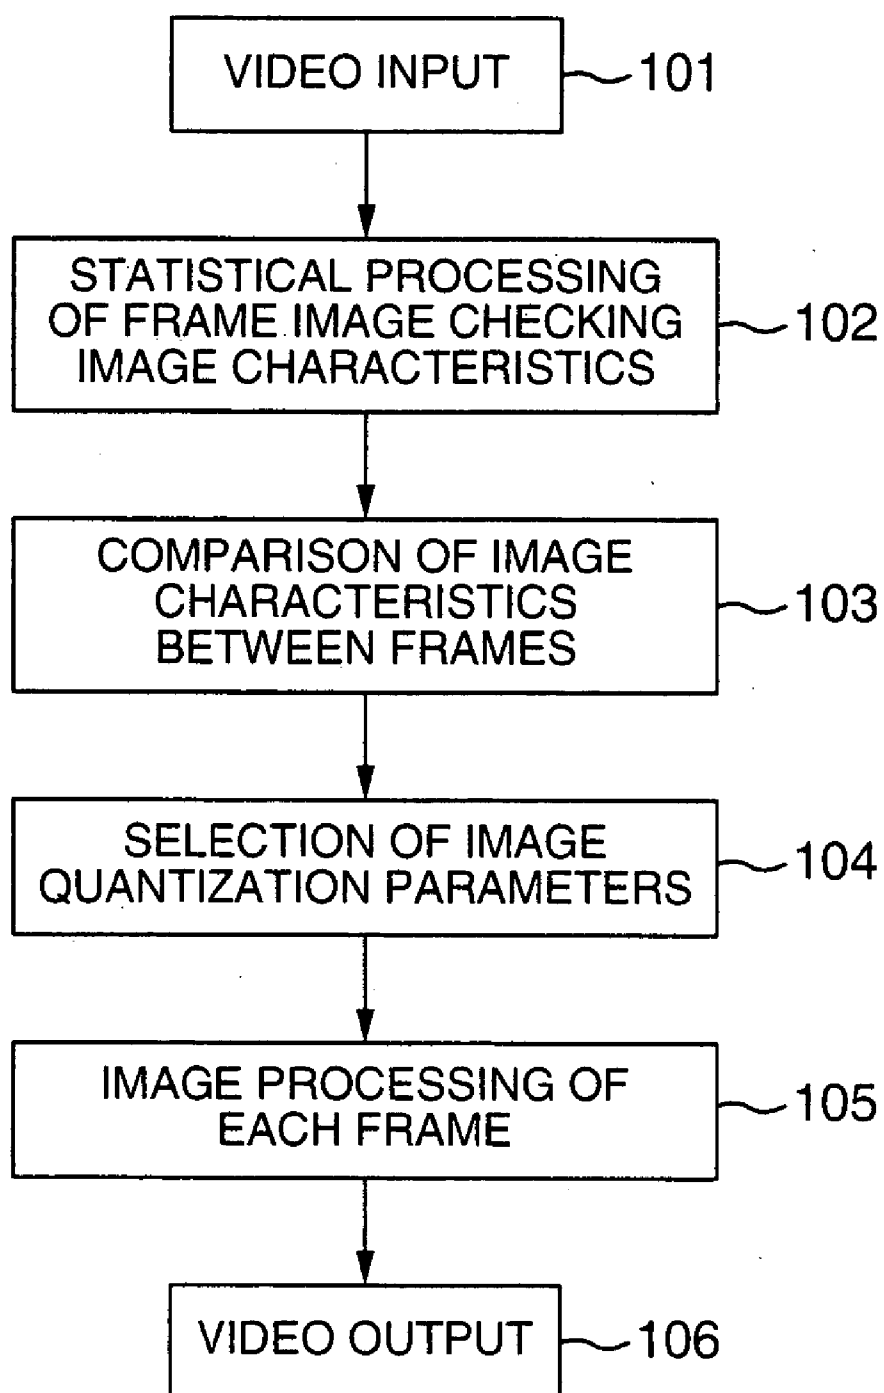 VIDEO INPUT
101
STATISTICAL PROCESSING
OF FRAME IMAGE CHECKING
IMAGE CHARACTERISTICS
102
COMPARISON OF IMAGE
CHARACTERISTICS
BETWEEN FRAMES
103
SELECTION OF IMAGE
QUANTIZATION PARAMETERS
104
IMAGE PROCESSING OF
EACH FRAME
105
VIDEO OUTPUT
106